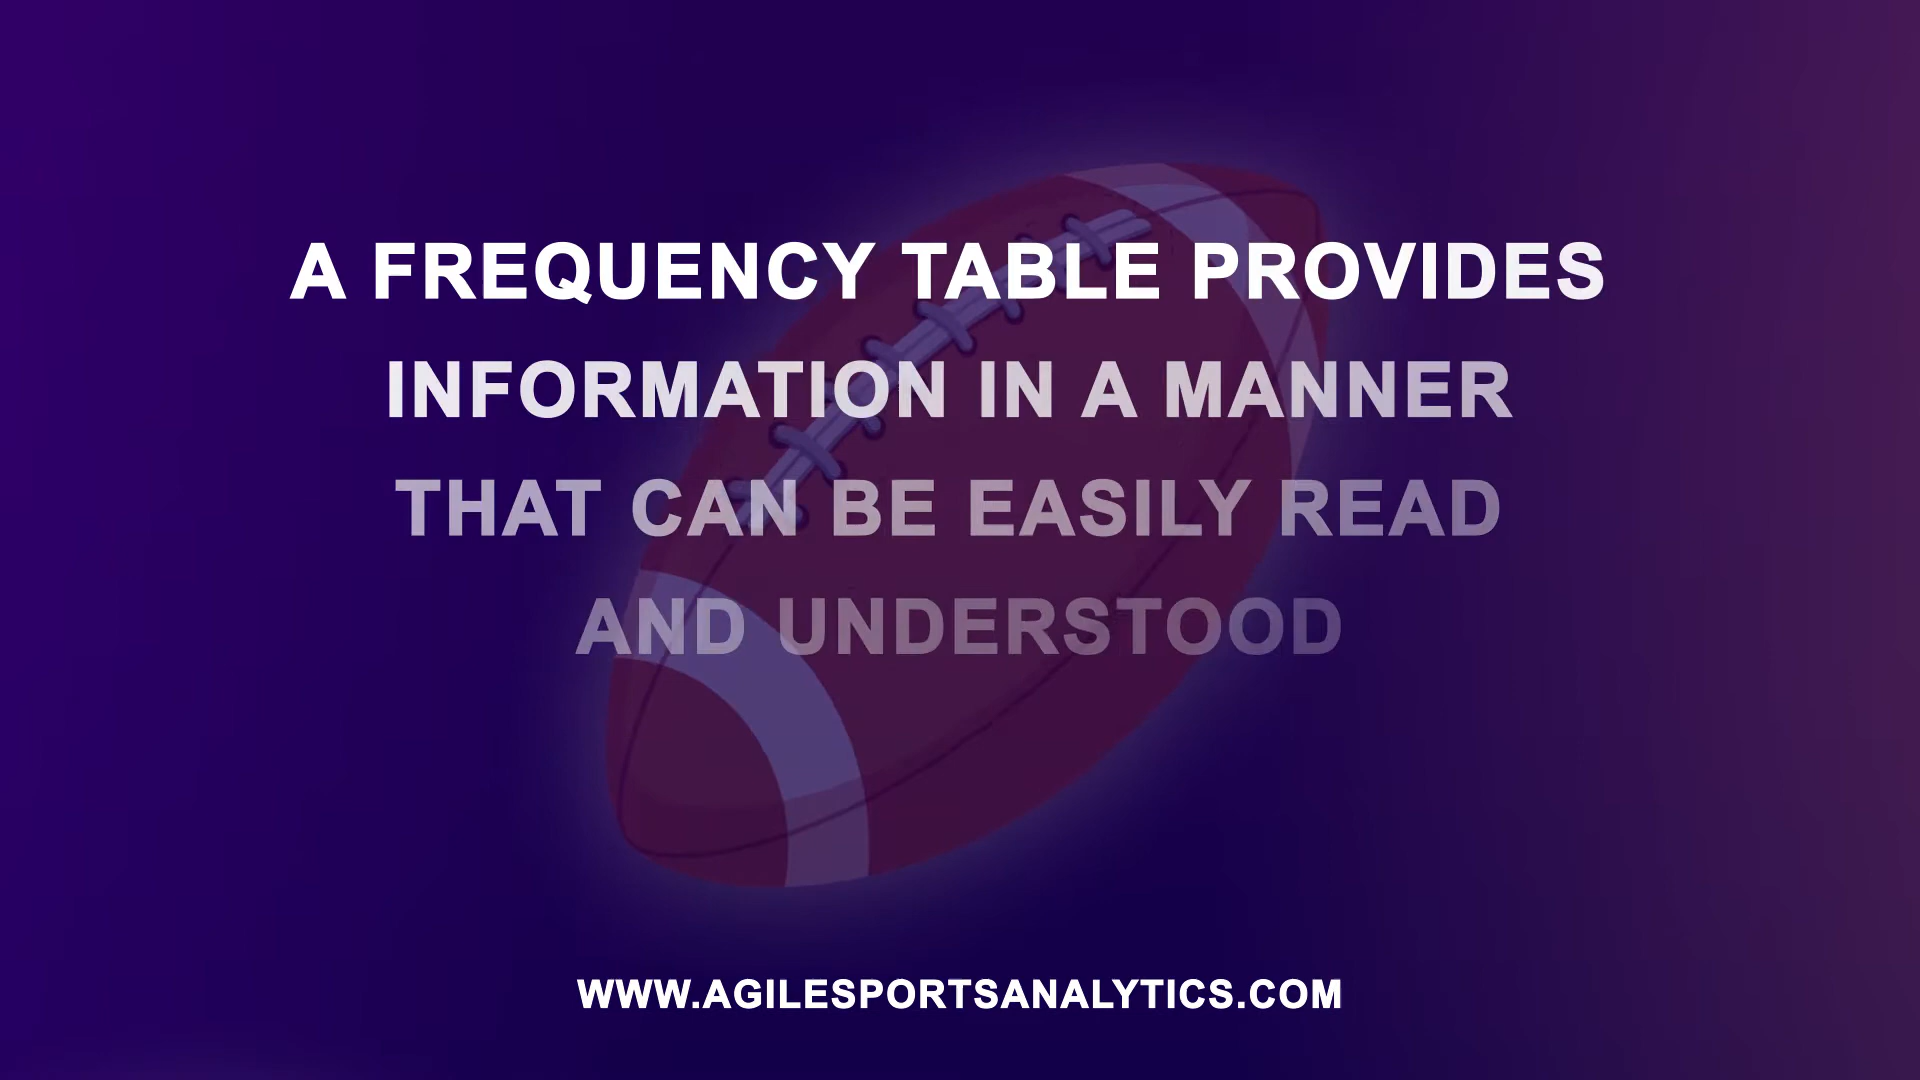 A FREQUENCY TABLE PROVIDES
INFORMATION IN A MANNER
THAT CAN BE EASILY READ
AND UNDERSTOOD
WWW.AGILESPORTSANALYTICS.COM